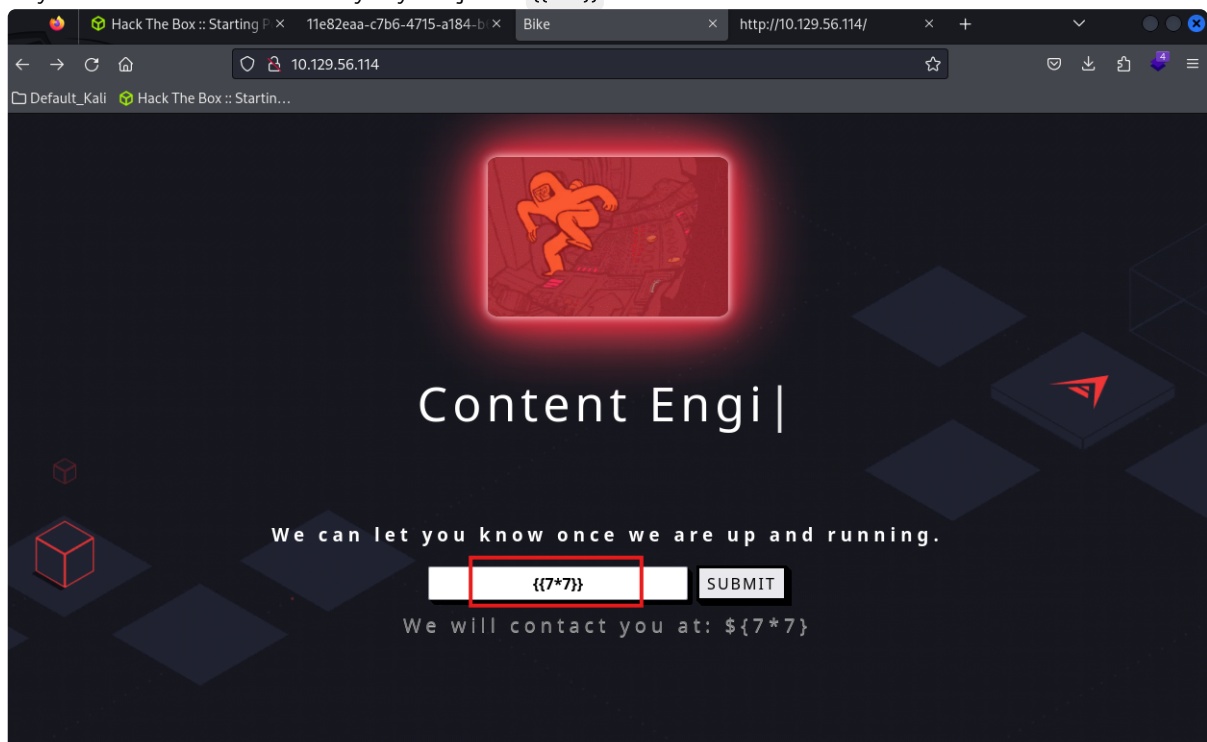 Hack The Box :: Starting P
11e82eaa-c7b6-4715-a184-b
Bike
http://10.129.56.114/
10.129.56.114
4
Default_Kali
Hack The Box :: Startin…
Content Engi|
We can let you know once we are up and running.
{{7*7}}
SUBMIT
We will contact you at: ${7*7}